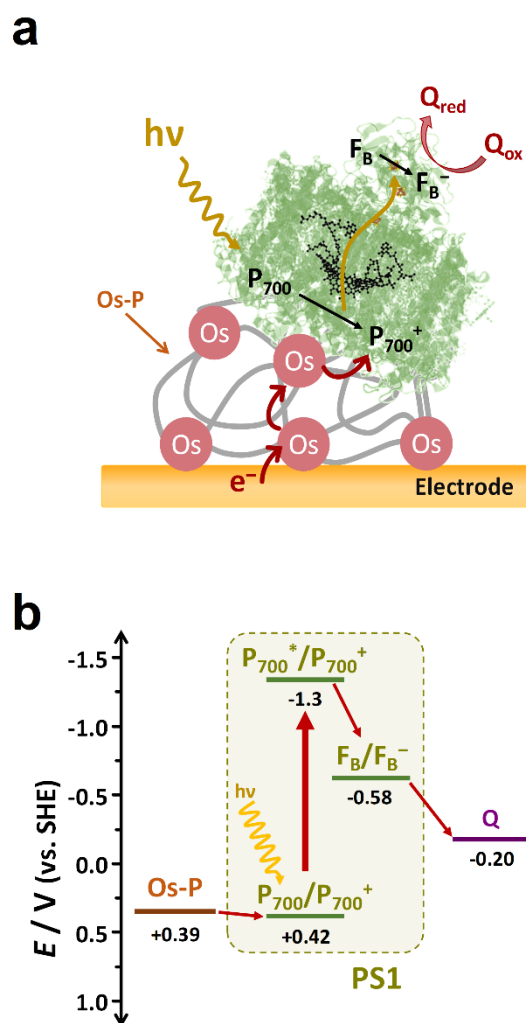 a
hν
Q_red
Q_ox
F_B
F_B⁻
P_700
Os-P
P_700⁺
Os
Os
Os
Os
Os
e⁻
Electrode
b
E / V (vs. SHE)
-1.5
-1.0
-0.5
0.0
0.5
1.0
P_700*/P_700⁺
-1.3
F_B/F_B⁻
-0.58
hν
Q
-0.20
Os-P
+0.39
P_700/P_700⁺
+0.42
PS1